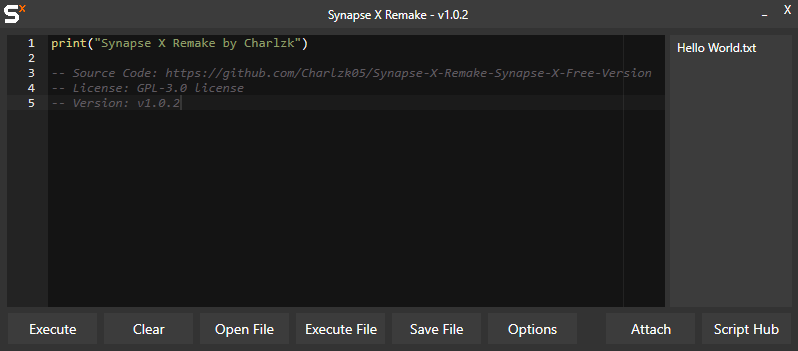 SX
Synapse X Remake - v1.0.2
_ X
1 print("Synapse X Remake by Charlzk")
2
3 -- Source Code: https://github.com/Charlzk05/Synapse-X-Remake-Synapse-X-Free-Version
4 -- License: GPL-3.0 license
5 -- Version: v1.0.2
Hello World.txt
Execute Clear Open File Execute File Save File Options Attach Script Hub